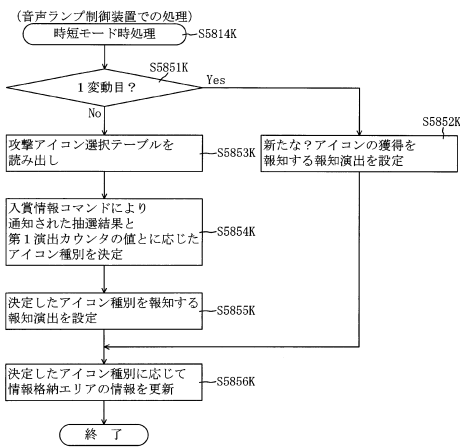 (音声ランプ制御装置での処理)
時短モード時処理
S5814K
S5851K
1変動目?
Yes
No
S5852K
新たな?アイコンの獲得を
報知する報知演出を設定
攻撃アイコン選択テーブルを
読み出し
S5853K
入賞情報コマンドにより
通知された抽選結果と
第1演出カウンタの値とに応じた
アイコン種別を決定
S5854K
決定したアイコン種別を報知する
報知演出を設定
S5855K
決定したアイコン種別に応じて
情報格納エリアの情報を更新
S5856K
終了